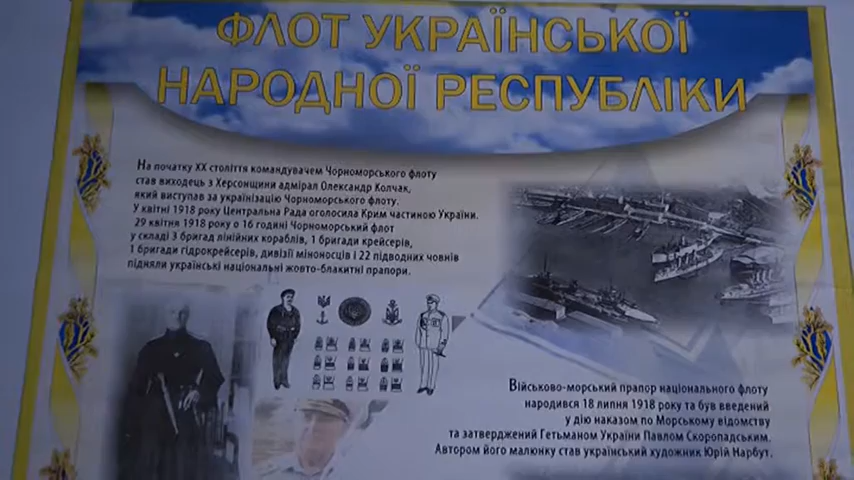 ФЛОТ УКРАЇНСЬКОЇ
НАРОДНОЇ РЕСПУБЛІКИ
На початку ХХ століття командувачем Чорноморського флоту
став виходець з Херсонщини адмірал Олександр Колчак,
який виступав за українізацію Чорноморського флоту.
У квітні 1918 року Центральна Рада оголосила Крим частиною України.
29 квітня 1918 року о 16 годині Чорноморський флот
у складі 3 бригад лінійних кораблів, 1 бригади крейсерів,
1 бригади гідрокрейсерів, дивізії міноносців і 22 підводних човнів
підняли українські національні жовто-блакитні прапори.
Військово-морський прапор національного флоту
народився 18 липня 1918 року та був введений
у дію наказом по Морському відомству
та затверджений Гетьманом України Павлом Скоропадським.
Автором його малюнку став український художник Юрій Нарбут.